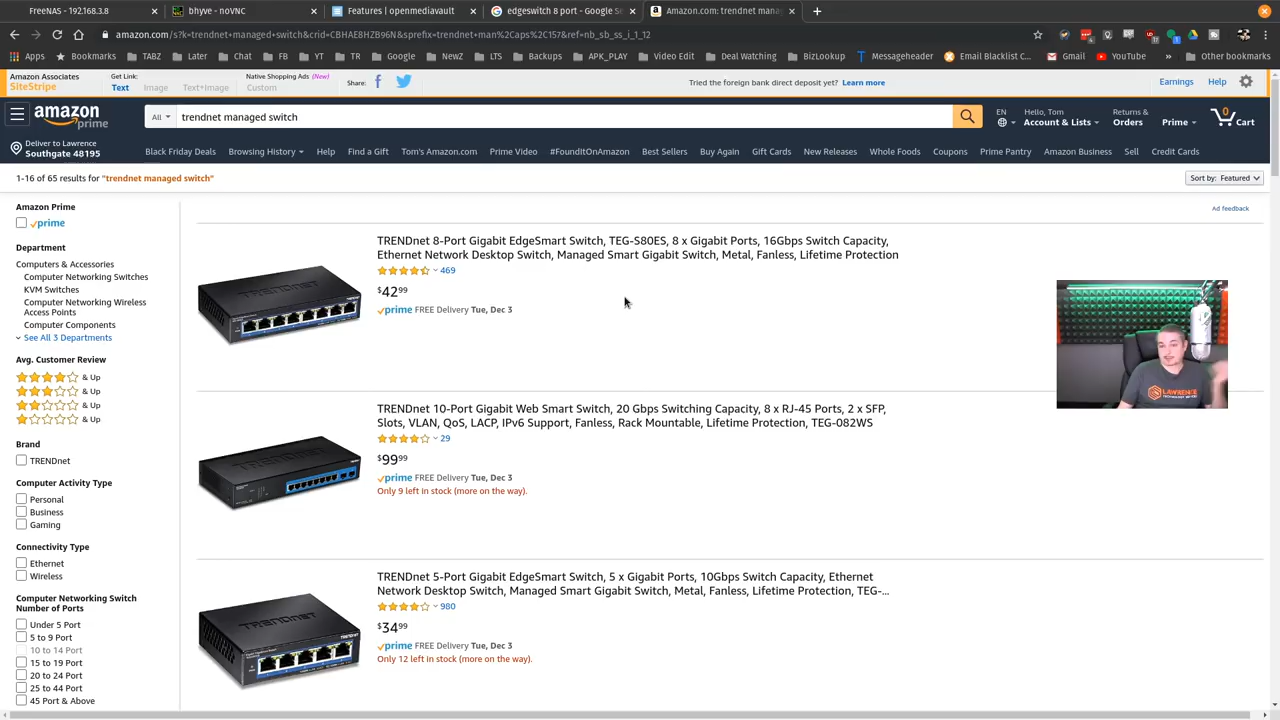 FreeNAS - 192.168.3.8
bhyve - noVNC
Features | openmediavault
edgeswitch 8 port - Google Se
Amazon.com: trendnet mana
amazon.com/s?k=trendnet+managed+switch&crid=CBHAE8HZB96N&sprefix=trendnet+man%2Caps%2C157&ref=nb_sb_ss_i_1_12
Apps
Bookmarks
TABZ
Later
Chat
FB
YT
TR
Google
NewZ
LTS
Backups
APK_PLAY
Video Edit
Deal Watching
BizLookup
Messageheader
Email Blacklist C...
Gmail
YouTube
»
Other bookmarks
Amazon Associates
SiteStripe
Get Link:
Text
Image
Text+Image
Native Shopping Ads (New)
Custom
Share:
Tried the foreign bank direct deposit yet? Learn more
Earnings
Help
amazon
prime
All
trendnet managed switch
EN
Hello, Tom
Account & Lists
Returns &
Orders
Prime
0
Cart
Deliver to Lawrence
Southgate 48195
Black Friday Deals
Browsing History
Help
Find a Gift
Tom's Amazon.com
Prime Video
#FoundItOnAmazon
Best Sellers
Buy Again
Gift Cards
New Releases
Whole Foods
Coupons
Prime Pantry
Amazon Business
Sell
Credit Cards
1-16 of 65 results for "trendnet managed switch"
Sort by: Featured
Amazon Prime
prime
Department
Computers & Accessories
Computer Networking Switches
KVM Switches
Computer Networking Wireless
Access Points
Computer Components
See All 3 Departments
Avg. Customer Review
& Up
& Up
& Up
& Up
Brand
TRENDnet
Computer Activity Type
Personal
Business
Gaming
Connectivity Type
Ethernet
Wireless
Computer Networking Switch
Number of Ports
Under 5 Port
5 to 9 Port
10 to 14 Port
15 to 19 Port
20 to 24 Port
25 to 44 Port
45 Port & Above
Ad feedback
TRENDnet 8-Port Gigabit EdgeSmart Switch, TEG-S80ES, 8 x Gigabit Ports, 16Gbps Switch Capacity,
Ethernet Network Desktop Switch, Managed Smart Gigabit Switch, Metal, Fanless, Lifetime Protection
469
$42.99
prime FREE Delivery Tue, Dec 3
TRENDnet 10-Port Gigabit Web Smart Switch, 20 Gbps Switching Capacity, 8 x RJ-45 Ports, 2 x SFP,
Slots, VLAN, QoS, LACP, IPv6 Support, Fanless, Rack Mountable, Lifetime Protection, TEG-082WS
29
$99.99
prime FREE Delivery Tue, Dec 3
Only 9 left in stock (more on the way).
TRENDnet 5-Port Gigabit EdgeSmart Switch, 5 x Gigabit Ports, 10Gbps Switch Capacity, Ethernet
Network Desktop Switch, Managed Smart Gigabit Switch, Metal, Fanless, Lifetime Protection, TEG-...
980
$34.99
prime FREE Delivery Tue, Dec 3
Only 12 left in stock (more on the way).
TRENDNET
TRENDNET
LAWRENCE